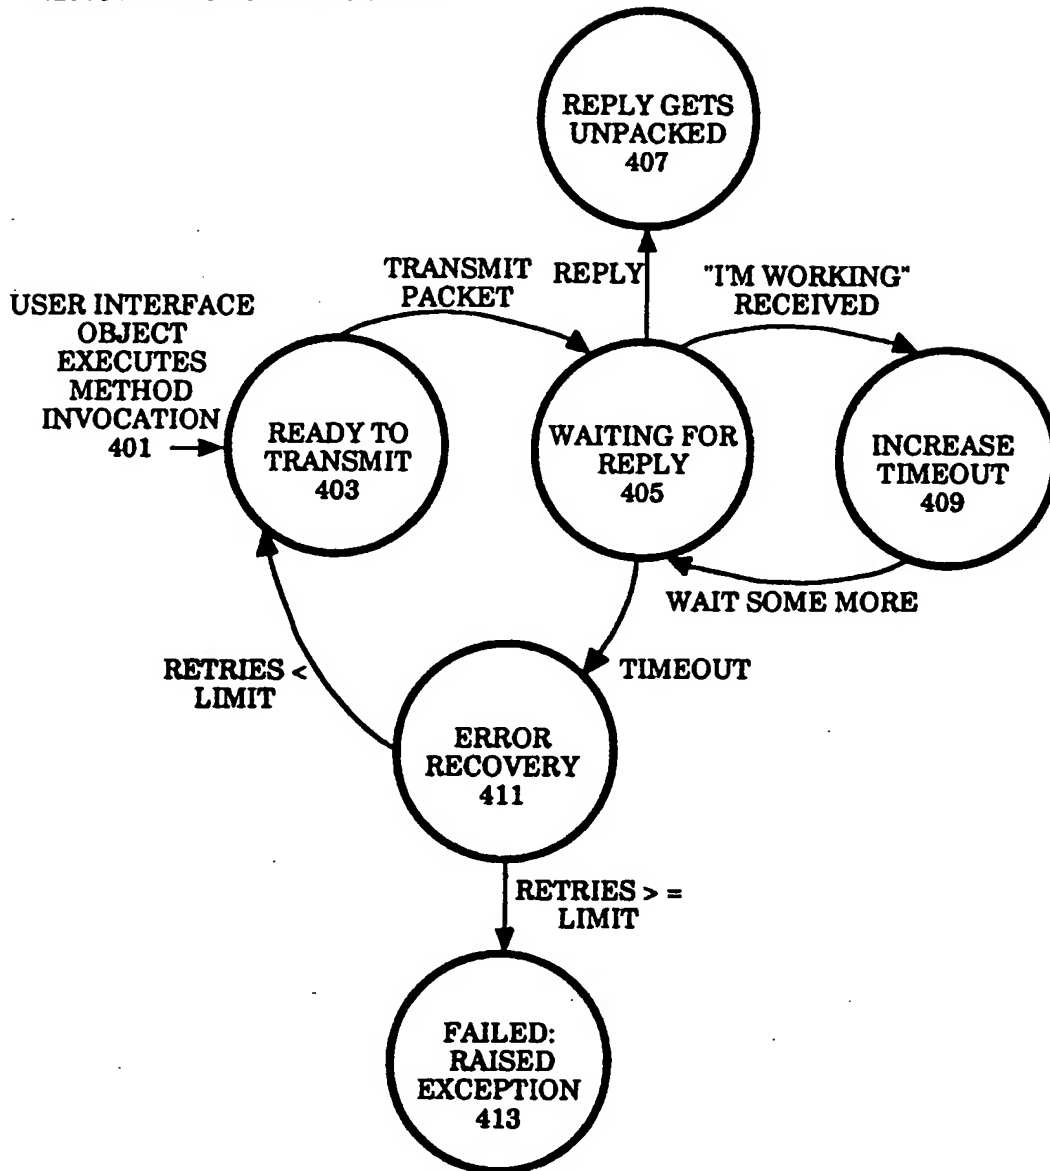 REPLY GETS
UNPACKED
407
TRANSMIT
PACKET
REPLY
"I'M WORKING"
RECEIVED
USER INTERFACE
OBJECT
EXECUTES
METHOD
INVOCATION
401
READY TO
TRANSMIT
403
WAITING FOR
REPLY
405
INCREASE
TIMEOUT
409
WAIT SOME MORE
RETRIES <
LIMIT
TIMEOUT
ERROR
RECOVERY
411
RETRIES > =
LIMIT
FAILED:
RAISED
EXCEPTION
413